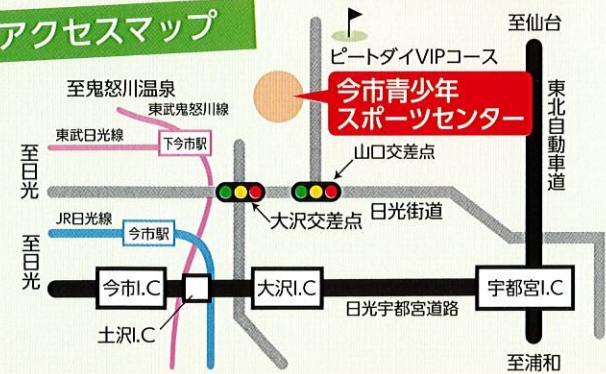 アクセスマップ
至仙台
ピートダイVIPコース
至鬼怒川温泉
今市青少年
スポーツセンター
東武鬼怒川線
東北自動車道
東武日光線
下今市駅
山口交差点
至日光
大沢交差点
日光街道
JR日光線
今市駅
至日光
今市I.C
大沢I.C
宇都宮I.C
日光宇都宮道路
土沢I.C
至浦和